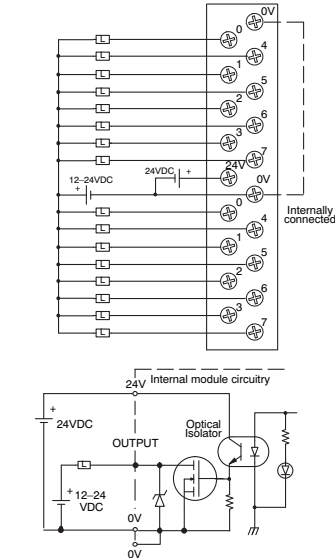 0V
0
L
4
L
1
L
5
L
2
L
6
L
3
L
7
L
24V
24VDC
+
12–24VDC
+
0V
0
L
4
L
Internally
connected
1
L
5
L
2
L
6
L
3
L
7
L
Internal module circuitry
24V
+
24VDC
Optical
Isolator
OUTPUT
L
+
12–24
VDC
0V
0V